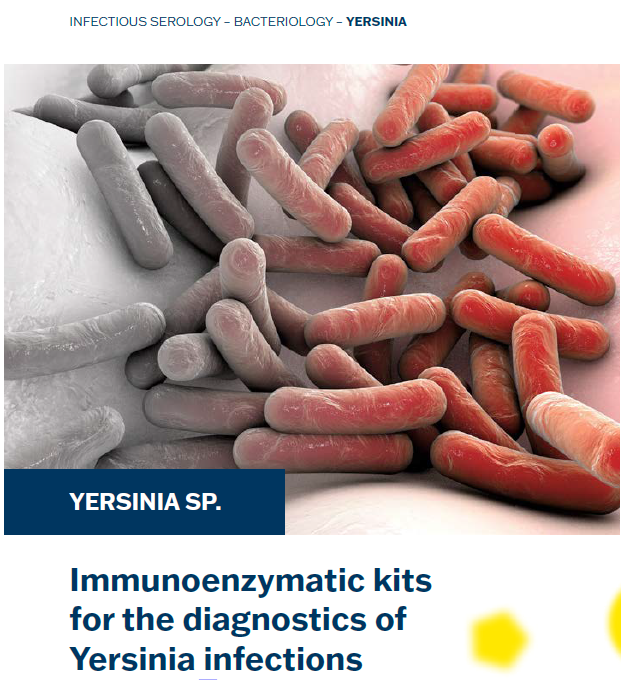 INFECTIOUS SEROLOGY – BACTERIOLOGY – YERSINIA
YERSINIA SP.
Immunoenzymatic kits
for the diagnostics of
Yersinia infections